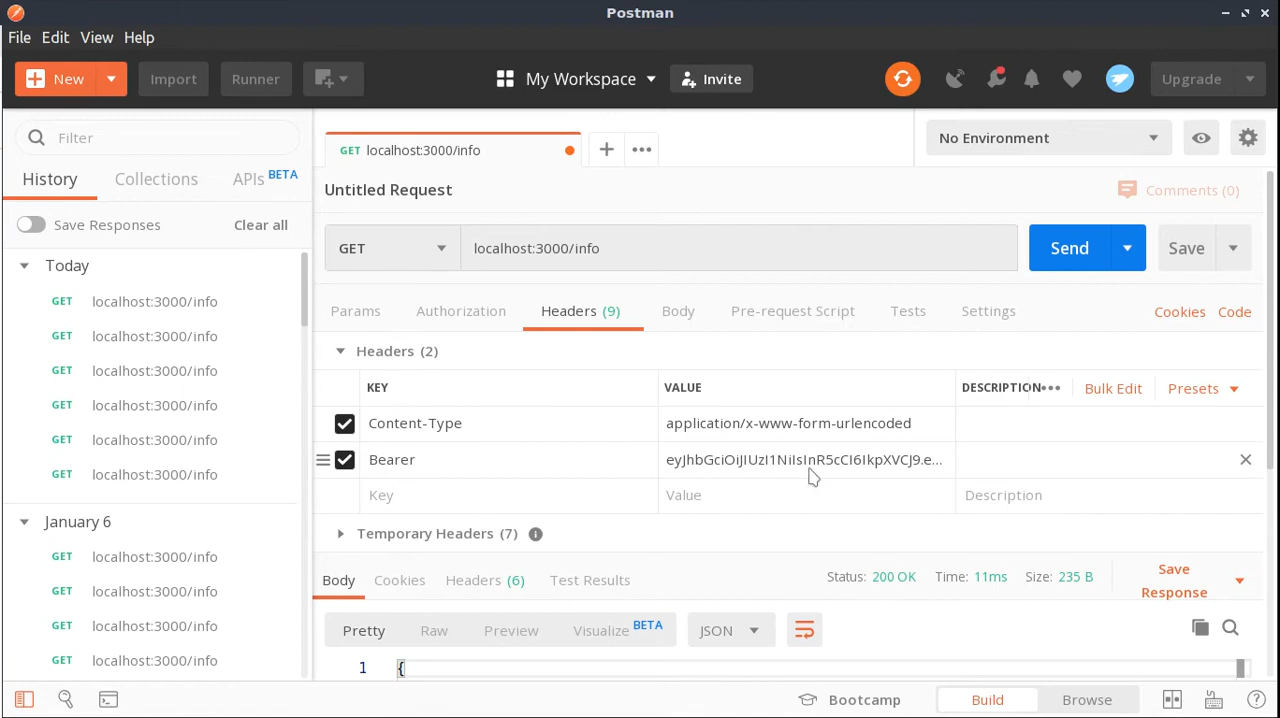 Postman
File Edit View Help
New Import Runner My Workspace Invite Upgrade
Filter
History Collections APIs BETA
Save Responses Clear all
Today
GET localhost:3000/info
GET localhost:3000/info
GET localhost:3000/info
GET localhost:3000/info
GET localhost:3000/info
GET localhost:3000/info
January 6
GET localhost:3000/info
GET localhost:3000/info
GET localhost:3000/info
GET localhost:3000/info
GET localhost:3000/info
No Environment
Untitled Request
Comments (0)
GET localhost:3000/info Send Save
Params Authorization Headers (9) Body Pre-request Script Tests Settings Cookies Code
Headers (2)
KEY VALUE DESCRIPTION Bulk Edit Presets
Content-Type application/x-www-form-urlencoded
Bearer eyJhbGciOiJIUzI1NiIsInR5cCI6IkpXVCJ9.e...
Key Value Description
Temporary Headers (7)
Body Cookies Headers (6) Test Results Status: 200 OK Time: 11ms Size: 235 B Save Response
Pretty Raw Preview Visualize BETA JSON
1 {
Bootcamp Build Browse